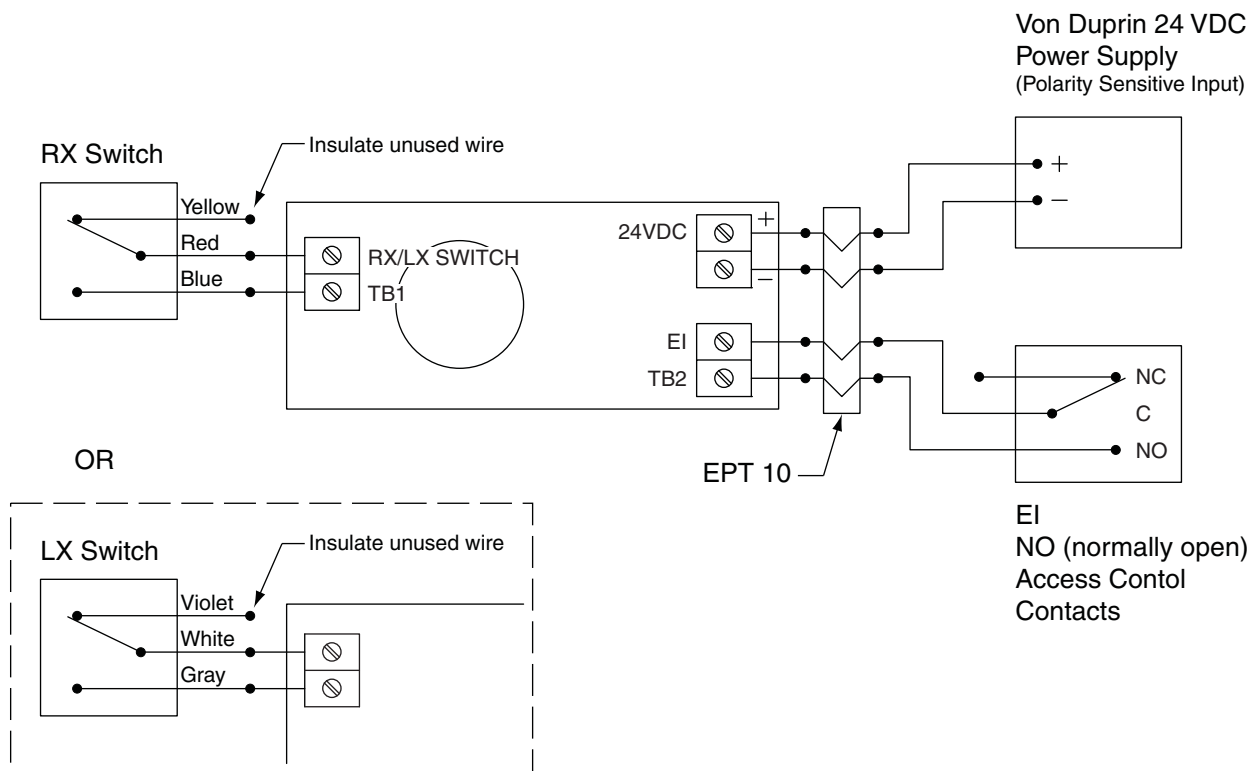 Von Duprin 24 VDC
Power Supply
(Polarity Sensitive Input)
RX Switch
Insulate unused wire
Yellow
Red
Blue
RX/LX SWITCH
TB1
24VDC
+
–
+
–
EI
TB2
NC
C
NO
EPT 10
EI
NO (normally open)
Access Contol
Contacts
OR
LX Switch
Insulate unused wire
Violet
White
Gray